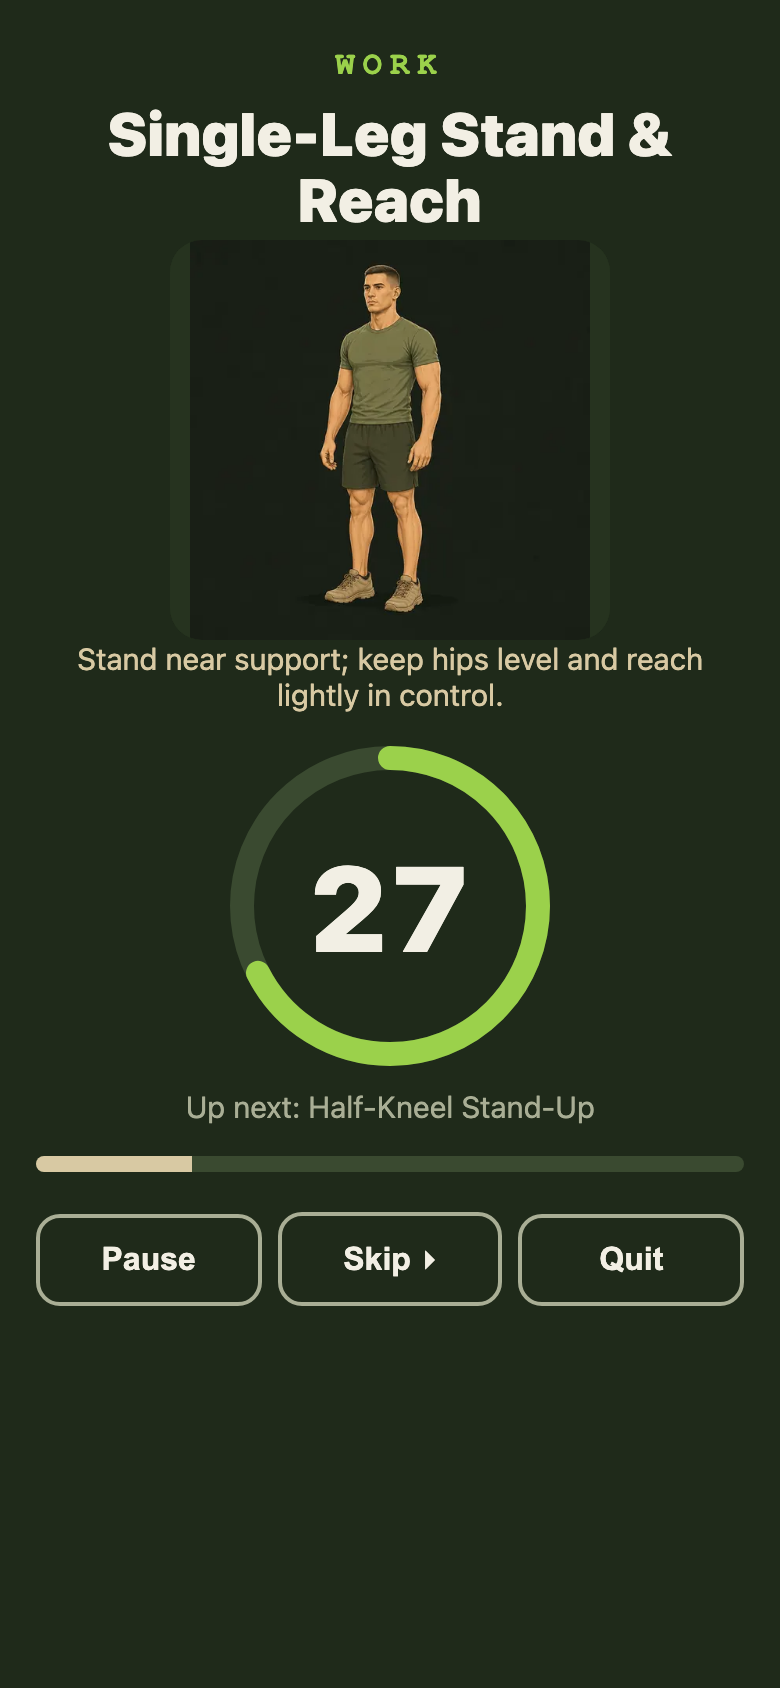 WORK
Single-Leg Stand &
Reach
Stand near support; keep hips level and reach
lightly in control.
27
Up next: Half-Kneel Stand-Up
Pause
Skip ▸
Quit